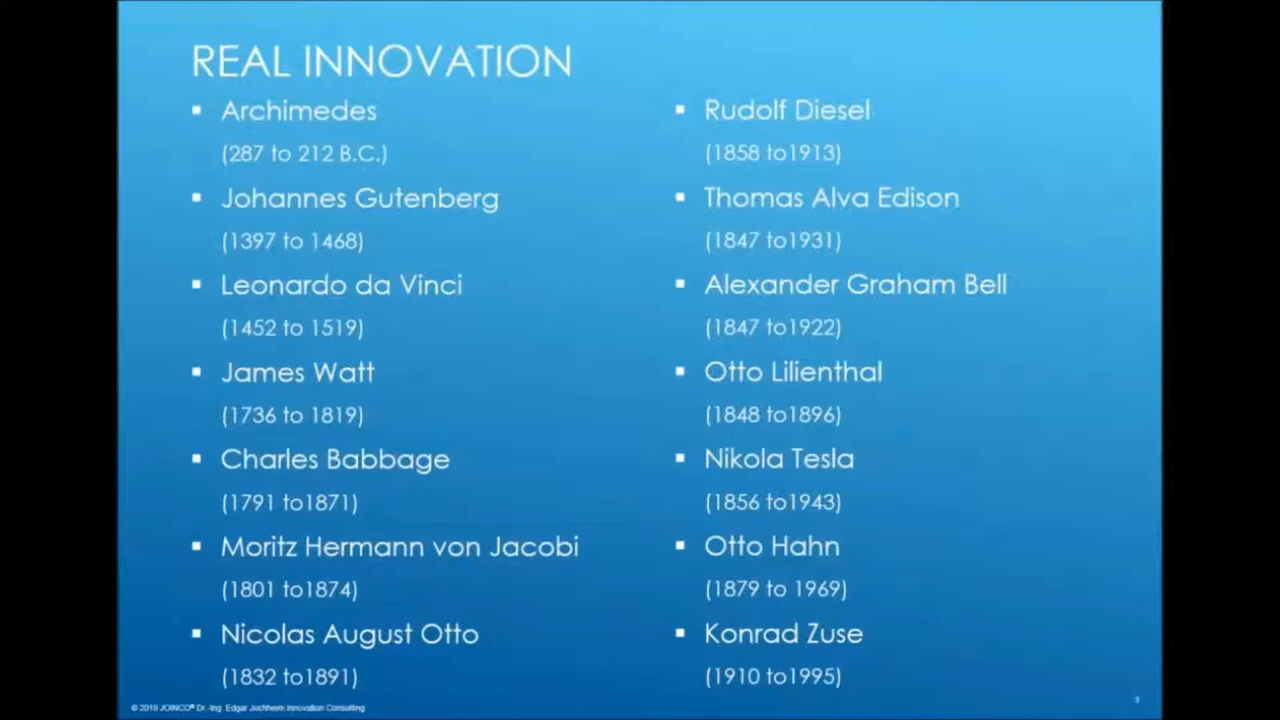 REAL INNOVATION
▪ Archimedes
(287 to 212 B.C.)
▪ Johannes Gutenberg
(1397 to 1468)
▪ Leonardo da Vinci
(1452 to 1519)
▪ James Watt
(1736 to 1819)
▪ Charles Babbage
(1791 to1871)
▪ Moritz Hermann von Jacobi
(1801 to1874)
▪ Nicolas August Otto
(1832 to1891)
▪ Rudolf Diesel
(1858 to1913)
▪ Thomas Alva Edison
(1847 to1931)
▪ Alexander Graham Bell
(1847 to1922)
▪ Otto Lilienthal
(1848 to1896)
▪ Nikola Tesla
(1856 to1943)
▪ Otto Hahn
(1879 to 1969)
▪ Konrad Zuse
(1910 to1995)
© 2019 JOINCO® Dr.-Ing. Edgar Jochheim Innovation Consulting
3